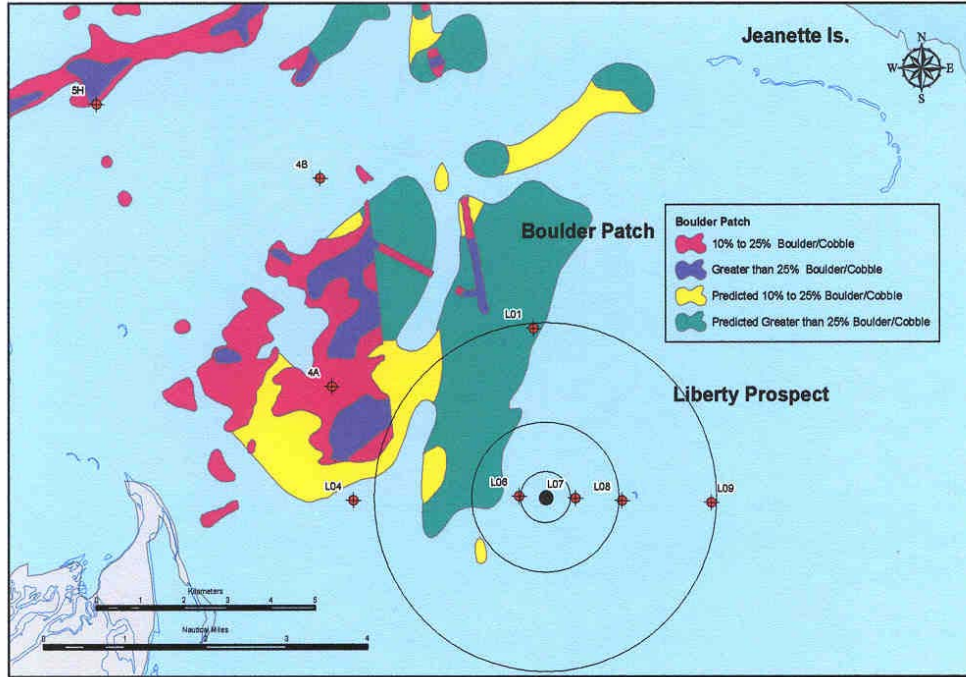 Jeanette Is.
N
W E
S
5H
4B
Boulder Patch
Boulder Patch
10% to 25% Boulder/Cobble
Greater than 25% Boulder/Cobble
Predicted 10% to 25% Boulder/Cobble
Predicted Greater than 25% Boulder/Cobble
L01
4A
Liberty Prospect
L04
L06
L07
L08
L09
Kilometers
0 1 2 3 4 5
Nautical Miles
0 1 2 3 4